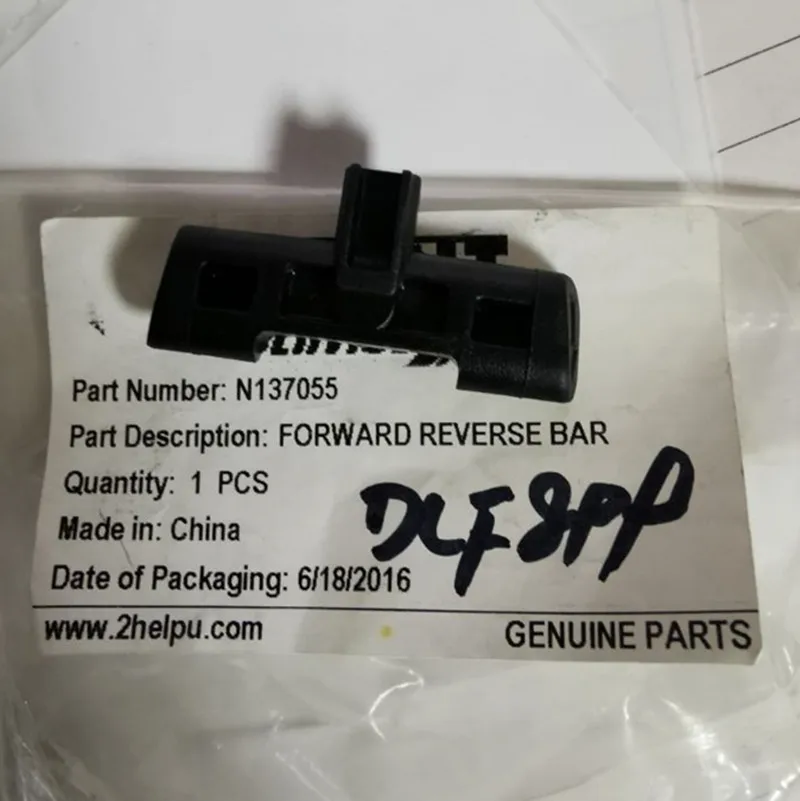 Part Number: N137055
Part Description: FORWARD REVERSE BAR
Quantity: 1 PCS
Made in: China
Date of Packaging: 6/18/2016
www.2helpu.com
GENUINE PARTS